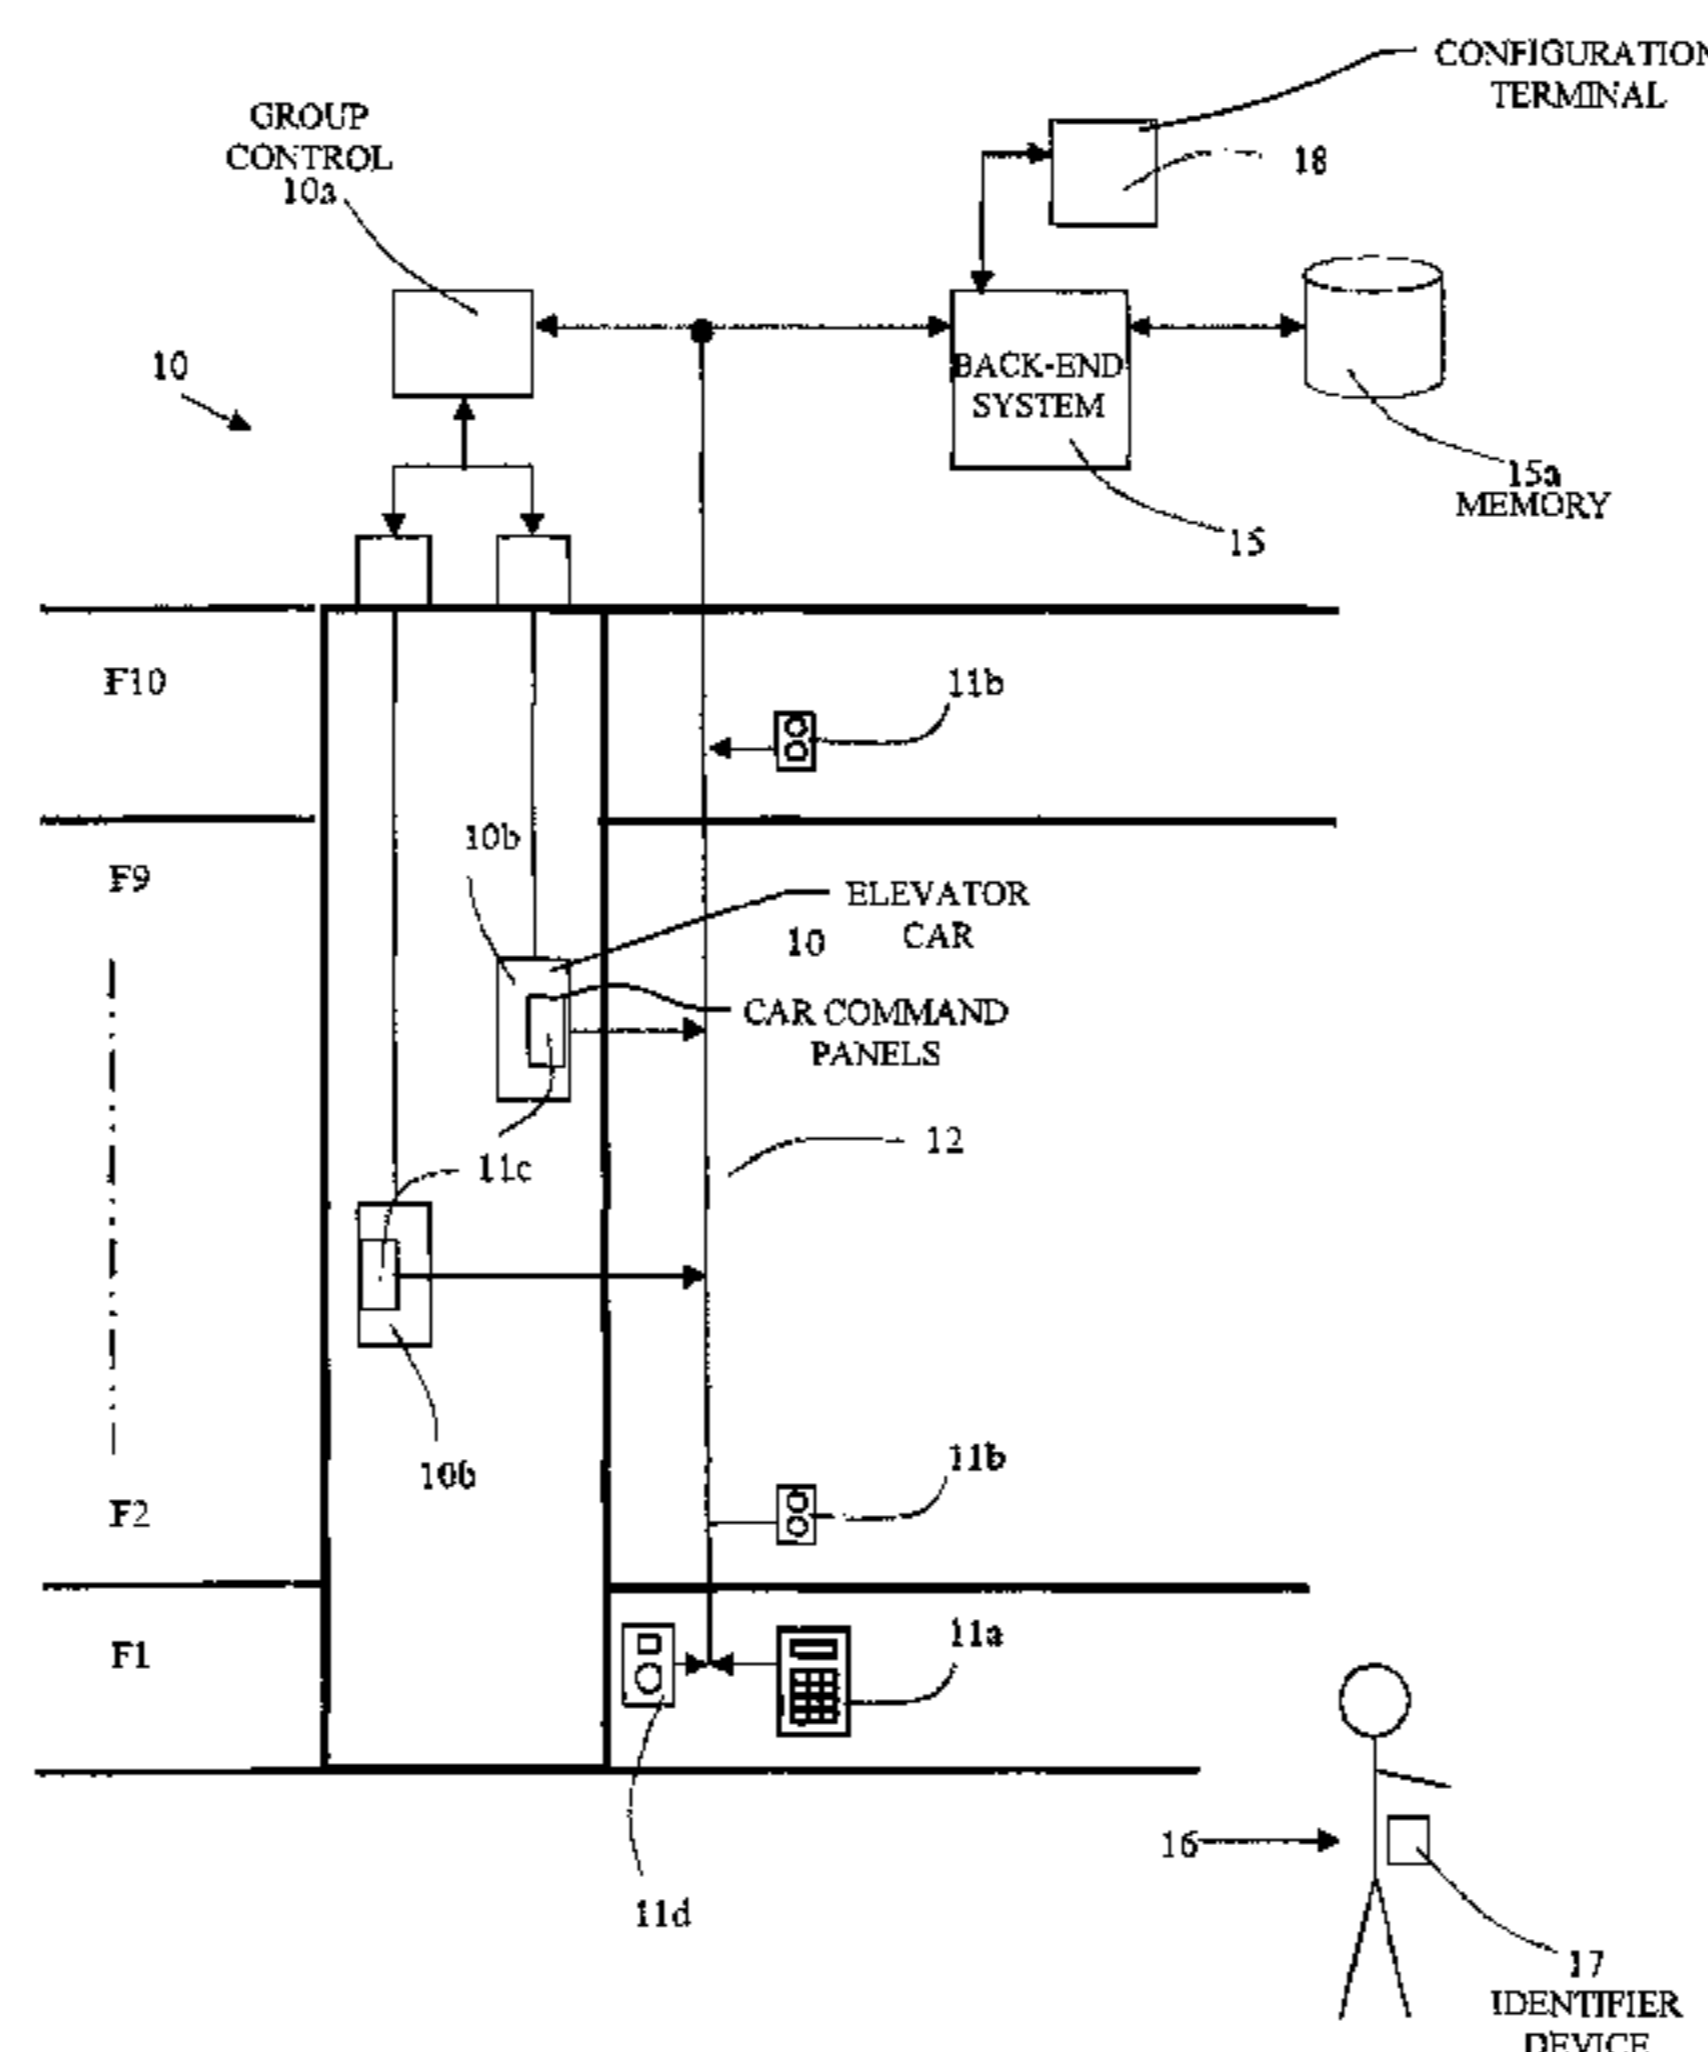 CONFIGURATION
TERMINAL
GROUP
CONTROL
10a
18
10
BACK-END
SYSTEM
15a
MEMORY
15
F10
11b
10b
F9
ELEVATOR
CAR
10
CAR COMMAND
PANELS
12
11c
10b
11b
F2
11a
F1
16
11d
17
IDENTIFIER
DEVICE